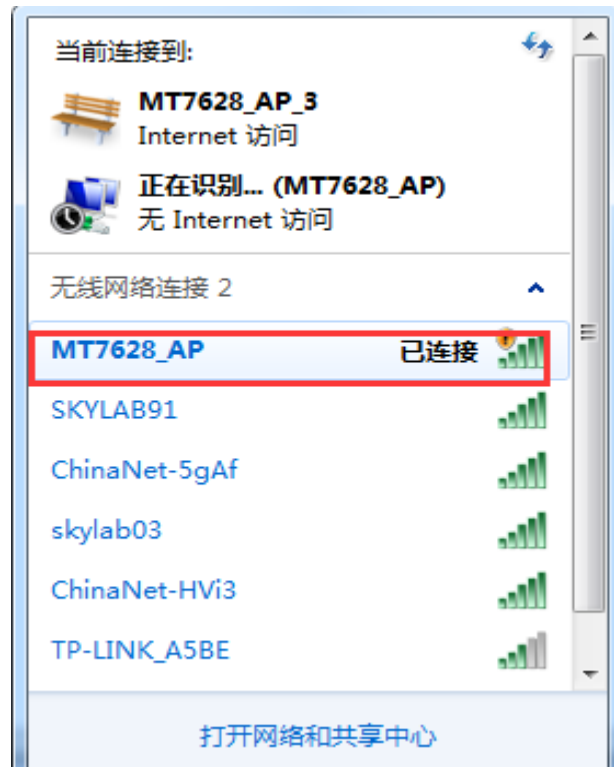 当前连接到:
MT7628_AP_3
Internet 访问
正在识别... (MT7628_AP)
无 Internet 访问
无线网络连接 2
MT7628_AP 已连接
SKYLAB91
ChinaNet-5gAf
skylab03
ChinaNet-HVi3
TP-LINK_A5BE
打开网络和共享中心